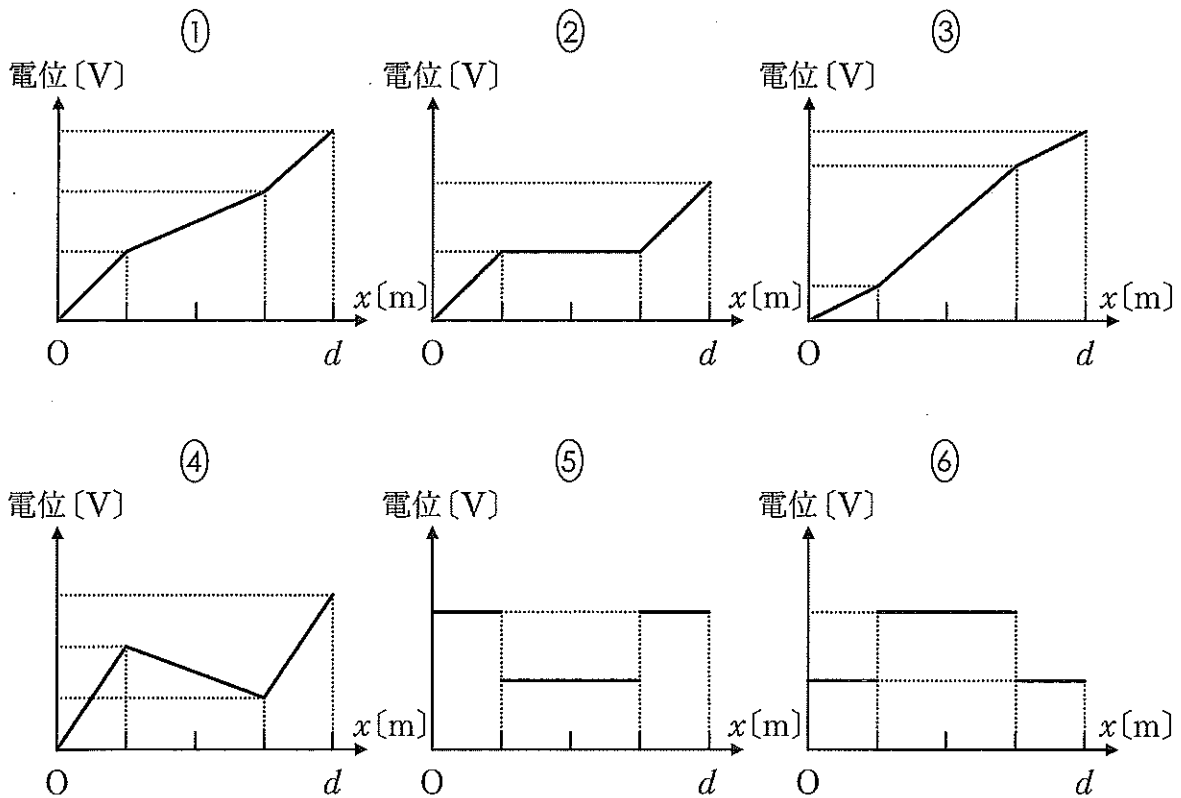 ① ② ③
電位〔V〕 電位〔V〕 電位〔V〕
x〔m〕 x〔m〕 x〔m〕
O d O d O d
④ ⑤ ⑥
電位〔V〕 電位〔V〕 電位〔V〕
x〔m〕 x〔m〕 x〔m〕
O d O d O d